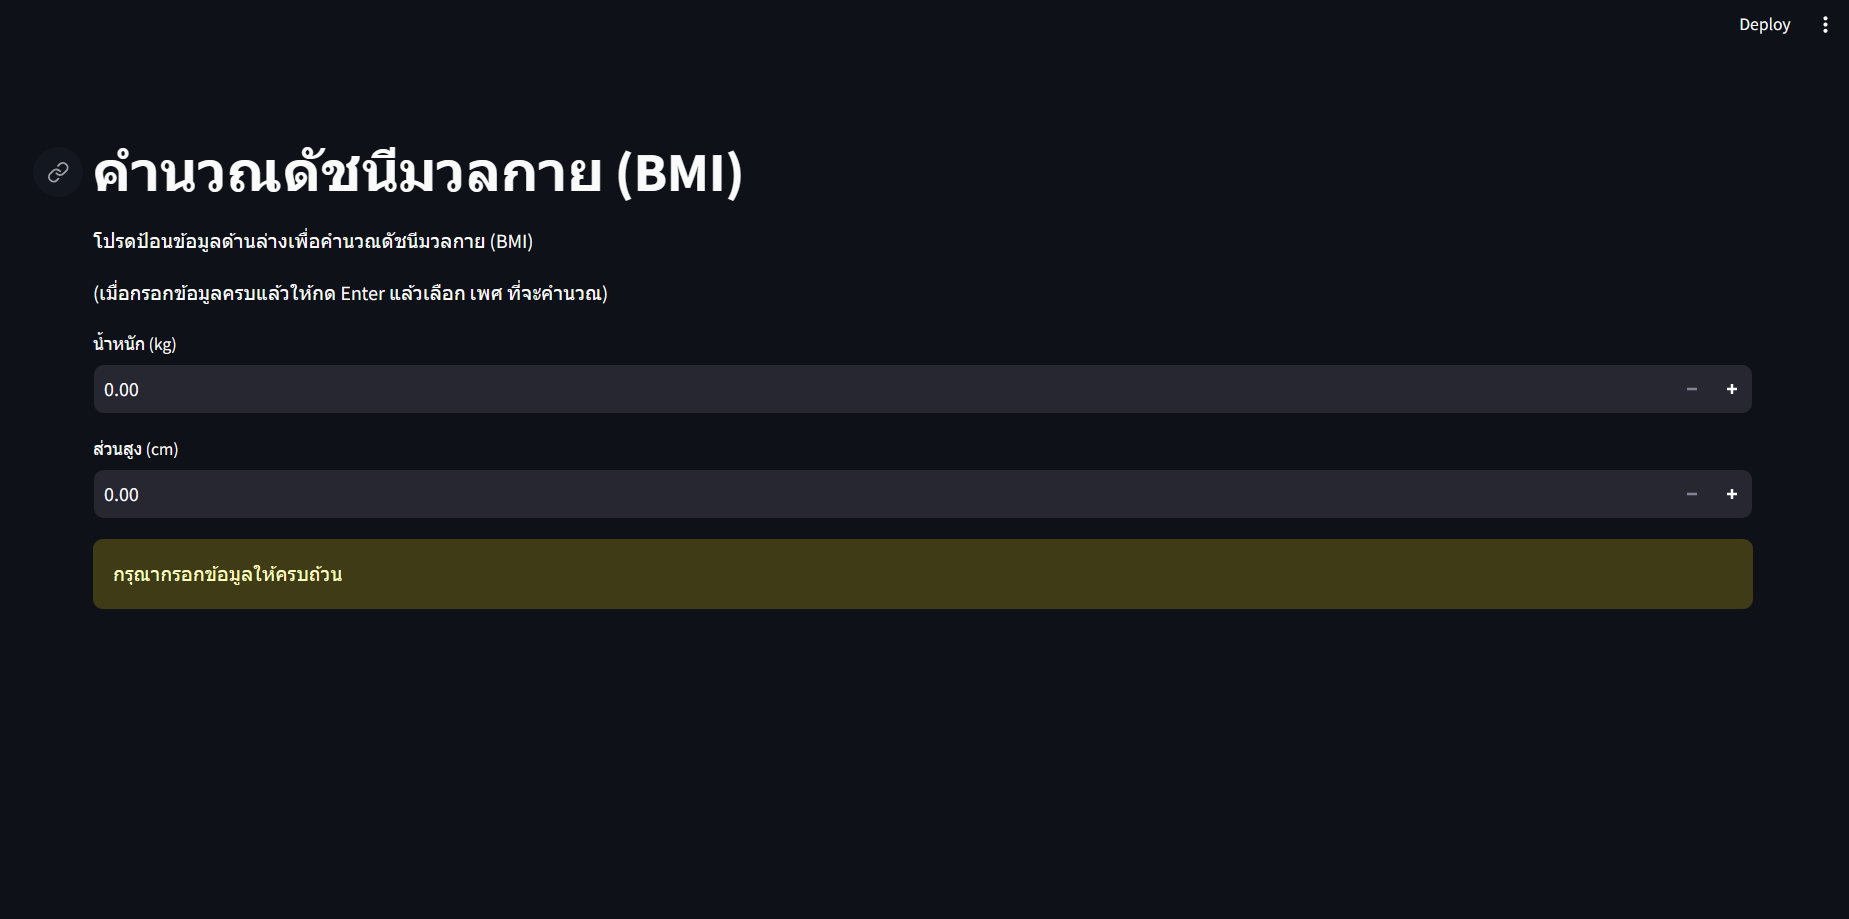 Deploy
คำนวณดัชนีมวลกาย (BMI)
โปรดป้อนข้อมูลด้านล่างเพื่อคำนวณดัชนีมวลกาย (BMI)
(เมื่อกรอกข้อมูลครบแล้วให้กด Enter แล้วเลือก เพศ ที่จะคำนวณ)
น้ำหนัก (kg)
0.00
ส่วนสูง (cm)
0.00
กรุณากรอกข้อมูลให้ครบถ้วน